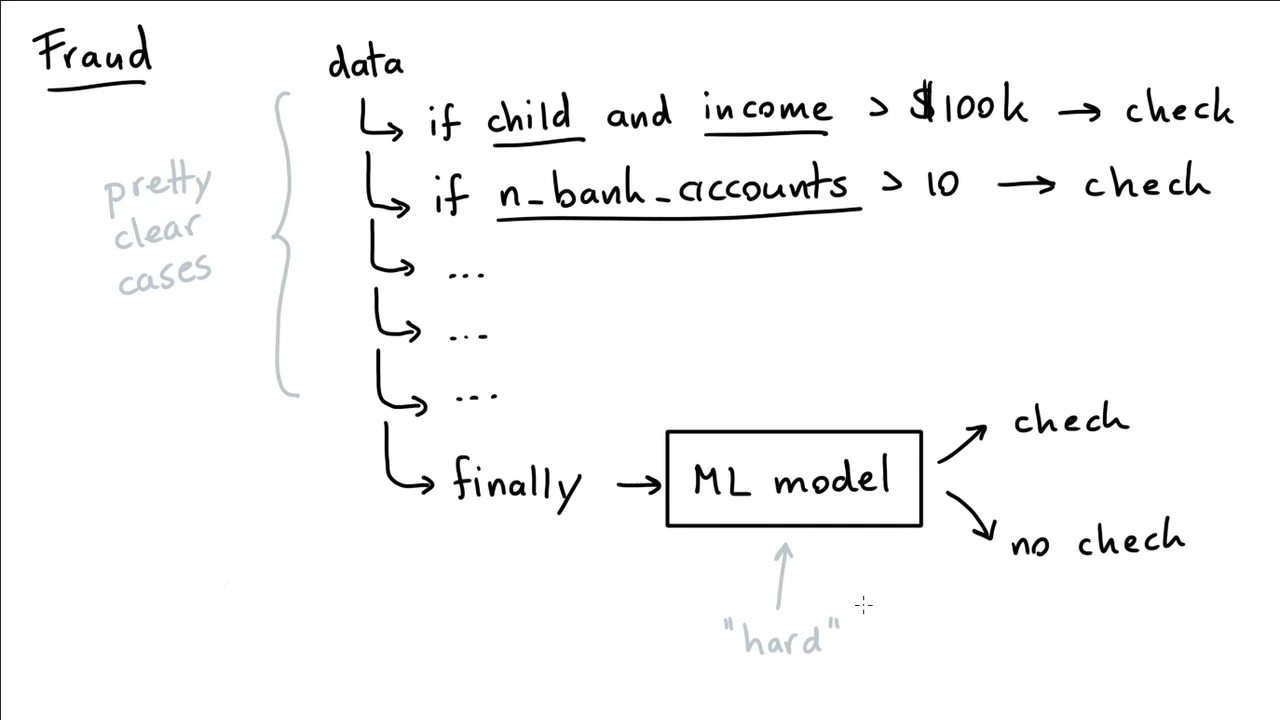 Fraud
data
if child and income > $100k → check
if n_bank_accounts > 10 → check
pretty
clear
cases
...
...
...
finally → ML model
check
no check
"hard"